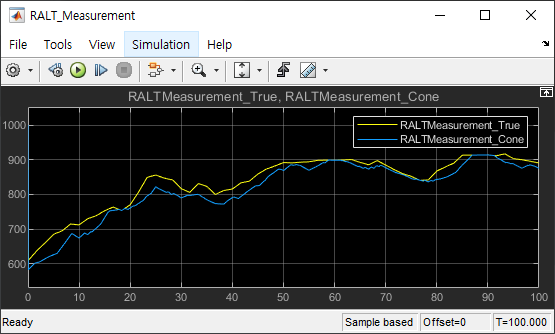 RALT_Measurement
File Tools View Simulation Help
RALTMeasurement_True, RALTMeasurement_Cone
RALTMeasurement_True
RALTMeasurement_Cone
1000
900
800
700
600
0 10 20 30 40 50 60 70 80 90 100
Ready Sample based Offset=0 T=100.000